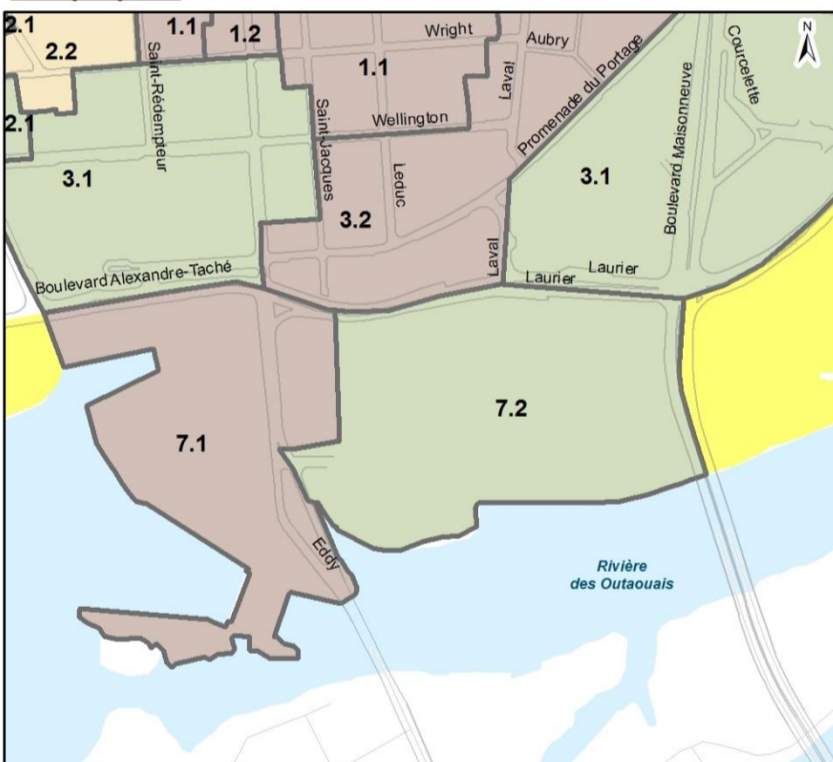 2.1
1.1
1.2
Wright
Aubry
N
2.2
1.1
Courcelette
Saint-Rédempteur
Laval
Promenade du Portage
Boulevard Maisonneuve
2.1
Wellington
Saint-Jacques
Leduc
3.1
3.1
3.2
Laval
Boulevard Alexandre-Taché
Laurier
Laurier
7.2
7.1
Eddy
Rivière
des Outaouais